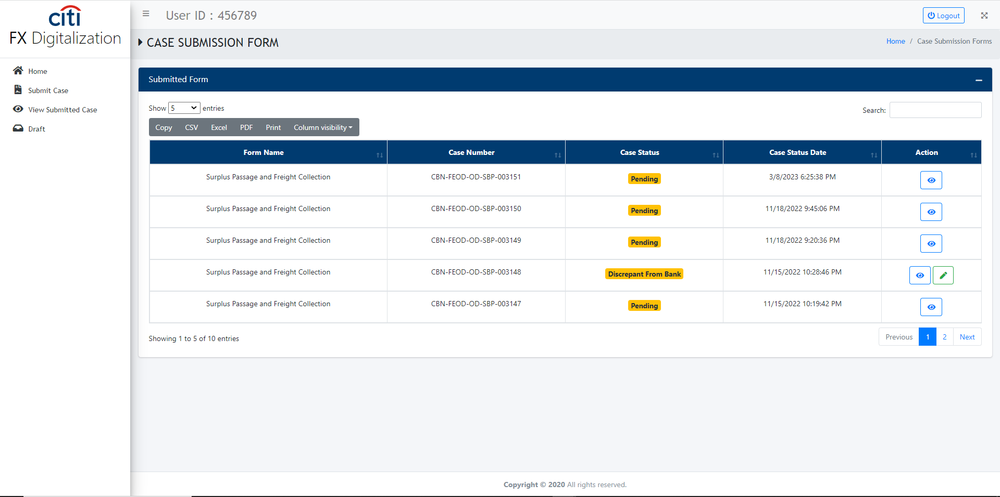 citi
FX Digitalization
Home
Submit Case
View Submitted Case
Draft
User ID : 456789
Logout
CASE SUBMISSION FORM
Home / Case Submission Forms
Submitted Form
Show 5 entries
Search:
Copy CSV Excel PDF Print Column visibility
Form Name Case Number Case Status Case Status Date Action
Surplus Passage and Freight Collection CBN-FEOD-OD-SBP-003151 Pending 3/8/2023 6:25:38 PM
Surplus Passage and Freight Collection CBN-FEOD-OD-SBP-003150 Pending 11/18/2022 9:45:06 PM
Surplus Passage and Freight Collection CBN-FEOD-OD-SBP-003149 Pending 11/18/2022 9:20:36 PM
Surplus Passage and Freight Collection CBN-FEOD-OD-SBP-003148 Discrepant From Bank 11/15/2022 10:28:46 PM
Surplus Passage and Freight Collection CBN-FEOD-OD-SBP-003147 Pending 11/15/2022 10:19:42 PM
Showing 1 to 5 of 10 entries
Previous 1 2 Next
Copyright © 2020 All rights reserved.